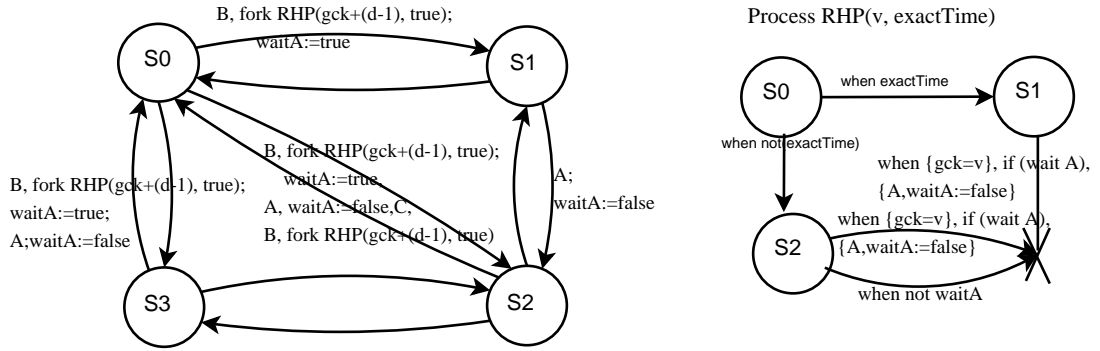 B, fork RHP(gck+(d-1), true);
waitA:=true
S0
S1
B, fork RHP(gck+(d-1), true);
waitA:=true,
A, waitA:=false,C,
B, fork RHP(gck+(d-1), true)
B, fork RHP(gck+(d-1), true);
waitA:=true;
A;waitA:=false
A;
waitA:=false
S3
S2
Process RHP(v, exactTime)
S0
when exactTime
S1
when not(exactTime)
when {gck=v}, if (wait A),
{A,waitA:=false}
when {gck=v}, if (wait A),
{A,waitA:=false}
S2
when not waitA